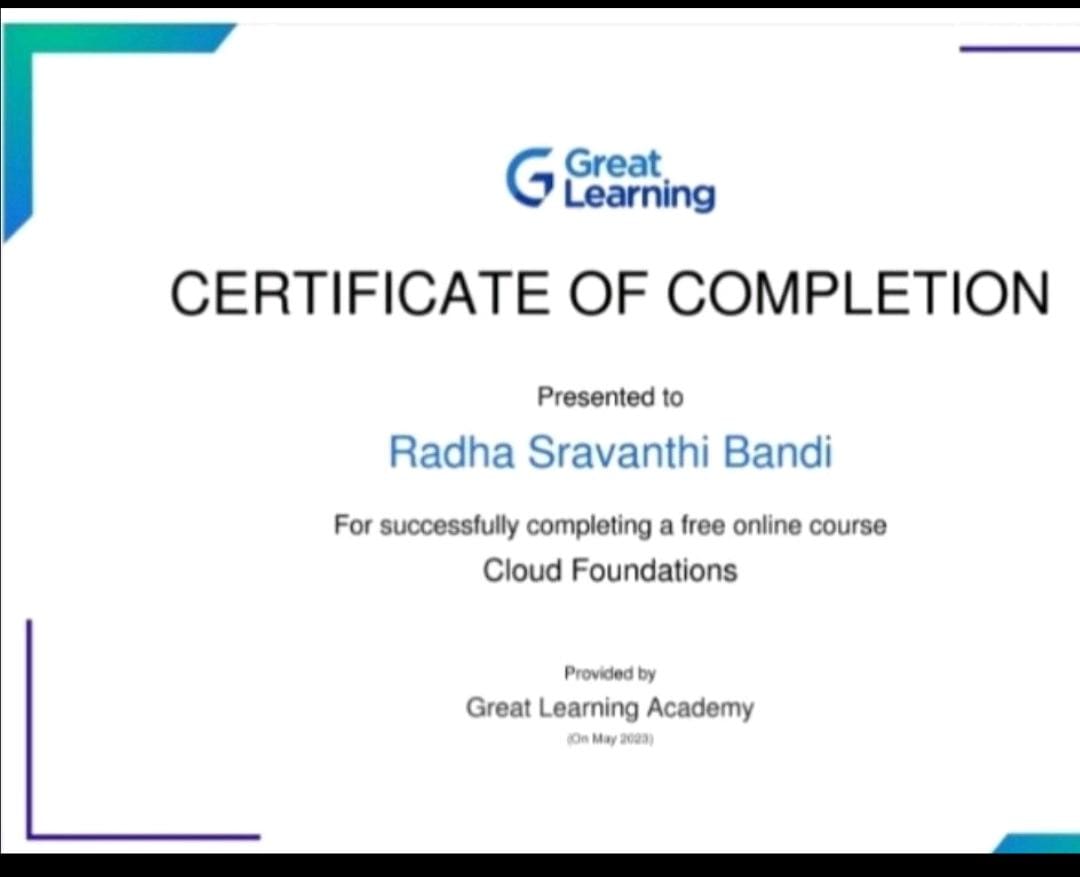 Great
Learning
CERTIFICATE OF COMPLETION
Presented to
Radha Sravanthi Bandi
For successfully completing a free online course
Cloud Foundations
Provided by
Great Learning Academy
(On May 2023)